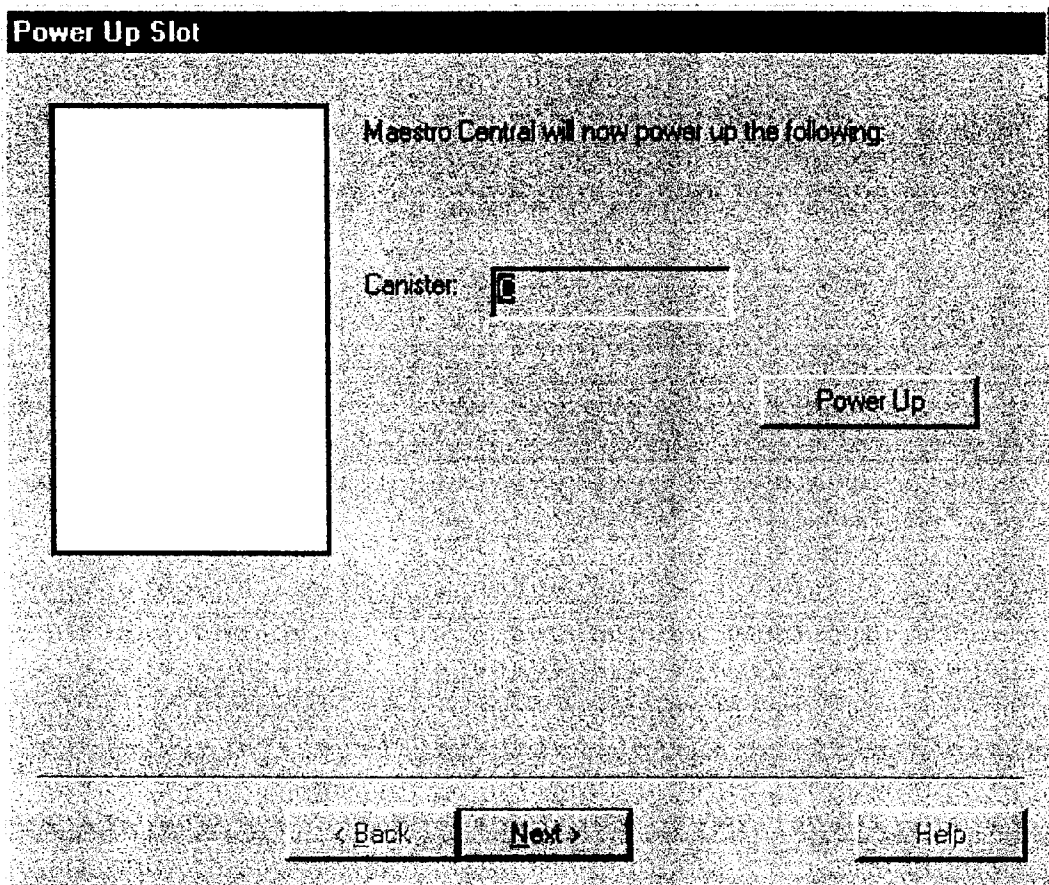 Power Up Slot
Maestro Central will now power up the following:
Canister:
Power Up
< Back
Next >
Help